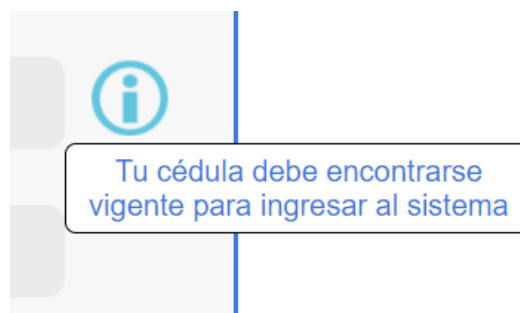 Tu cédula debe encontrarse
vigente para ingresar al sistema